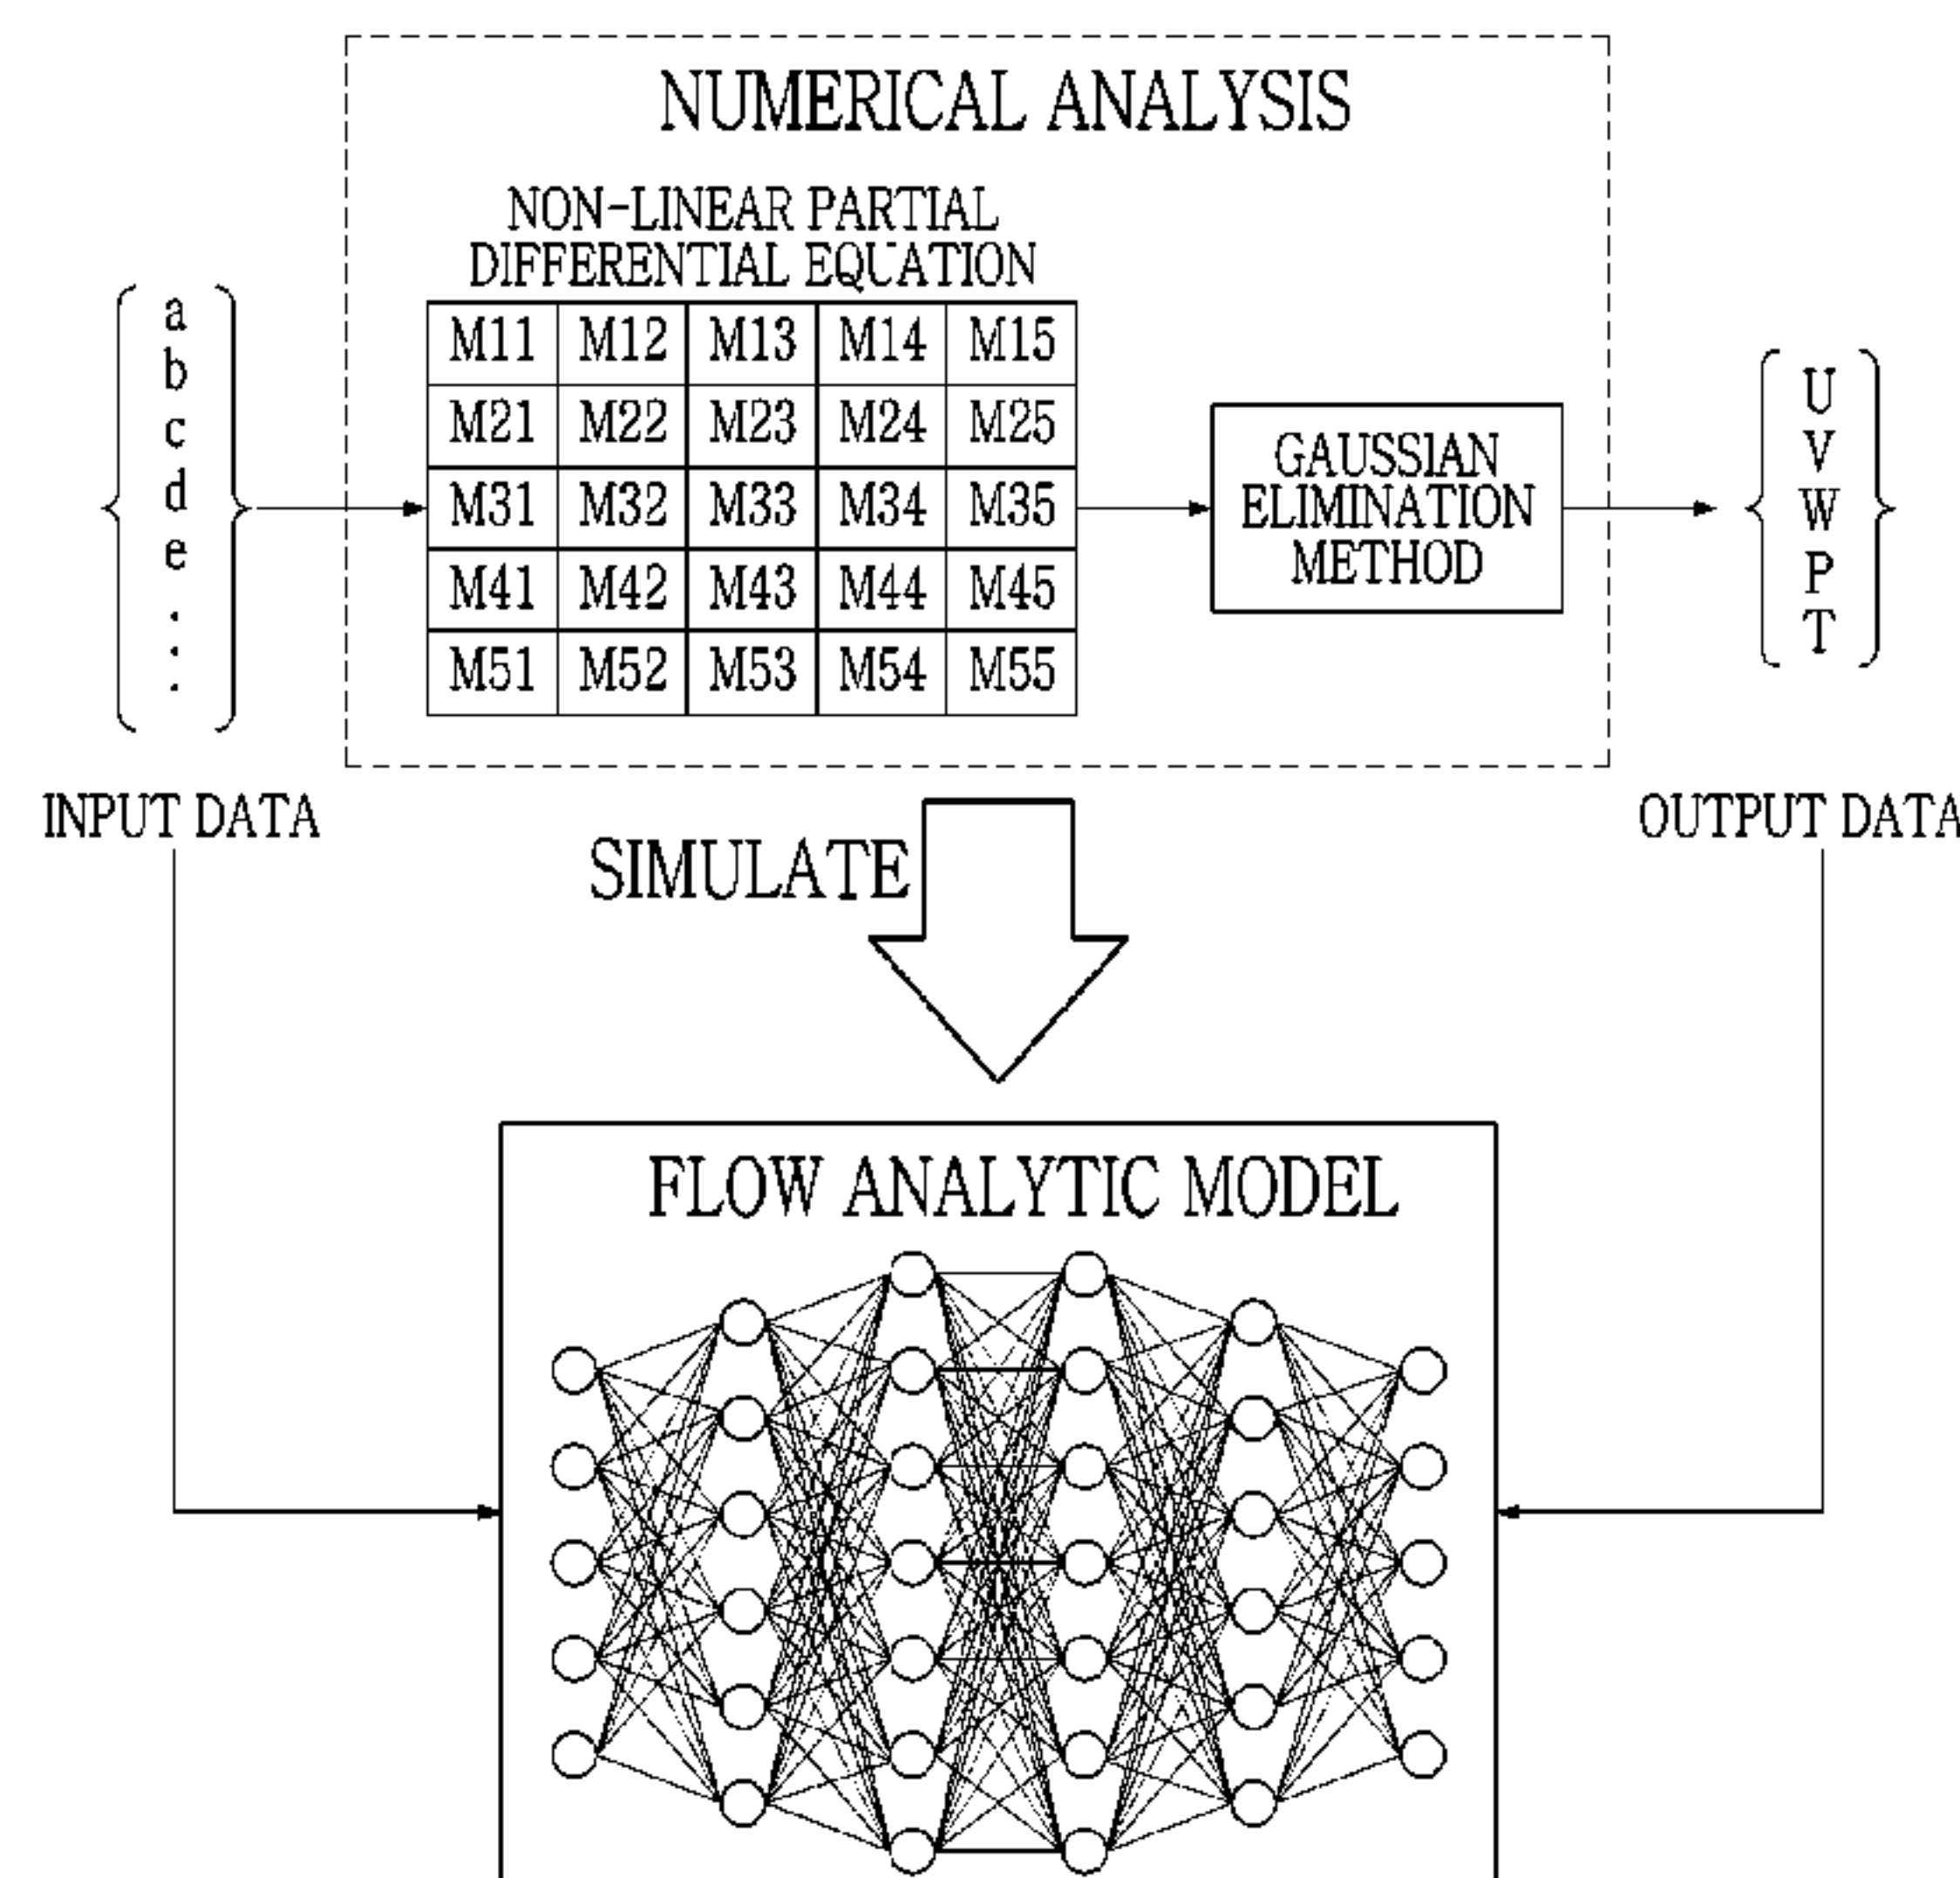 NUMERICAL ANALYSIS
NON-LINEAR PARTIAL
DIFFERENTIAL EQUATION
a
b
c
d
e
.
.
.
M11 M12 M13 M14 M15
M21 M22 M23 M24 M25
M31 M32 M33 M34 M35
M41 M42 M43 M44 M45
M51 M52 M53 M54 M55
GAUSSIAN
ELIMINATION
METHOD
U
V
W
P
T
INPUT DATA
OUTPUT DATA
SIMULATE
FLOW ANALYTIC MODEL